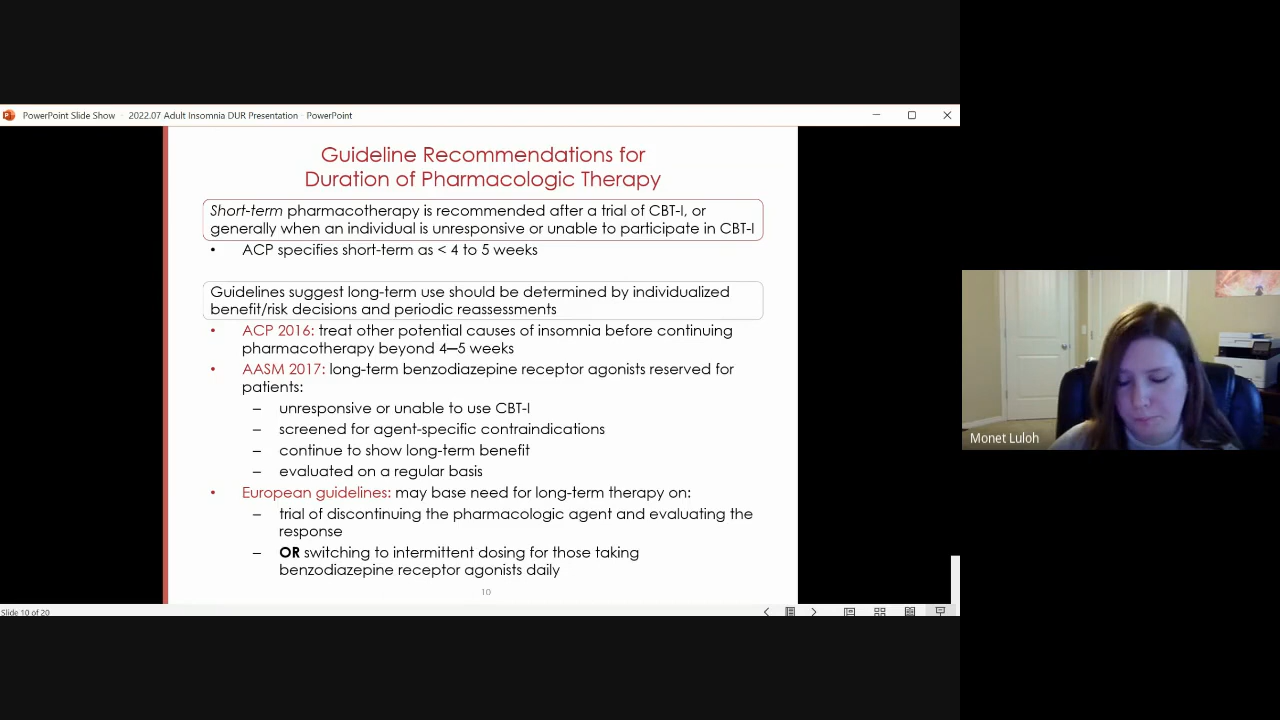 PowerPoint Slide Show - 2022.07 Adult Insomnia DUR Presentation - PowerPoint
Guideline Recommendations for
Duration of Pharmacologic Therapy
Short-term pharmacotherapy is recommended after a trial of CBT-I, or
generally when an individual is unresponsive or unable to participate in CBT-I
• ACP specifies short-term as < 4 to 5 weeks
Guidelines suggest long-term use should be determined by individualized
benefit/risk decisions and periodic reassessments
• ACP 2016: treat other potential causes of insomnia before continuing
pharmacotherapy beyond 4—5 weeks
• AASM 2017: long-term benzodiazepine receptor agonists reserved for
patients:
– unresponsive or unable to use CBT-I
– screened for agent-specific contraindications
– continue to show long-term benefit
– evaluated on a regular basis
• European guidelines: may base need for long-term therapy on:
– trial of discontinuing the pharmacologic agent and evaluating the
response
– OR switching to intermittent dosing for those taking
benzodiazepine receptor agonists daily
10
Slide 10 of 20
Monet Luloh